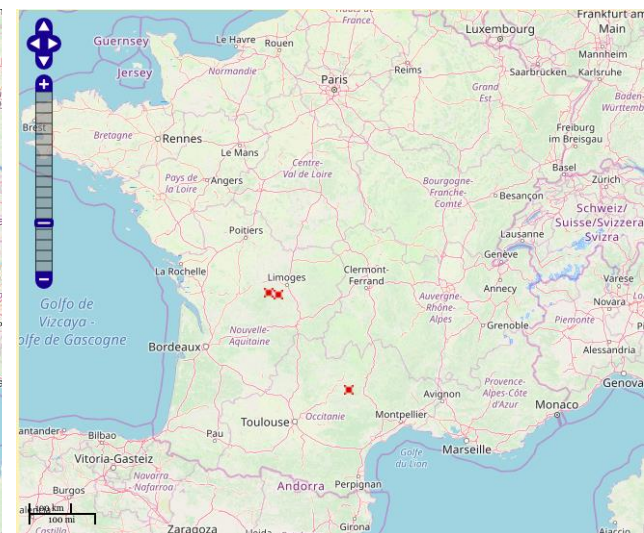 Frankfurt am
Main
Luxembourg
Guernsey
Le Havre
Rouen
Mannheim
Jersey
Reims
Saarbrücken
Karlsruhe
Normandie
Paris
Grand
Est
Baden-
Württemb
Brest
Bretagne
Rennes
Freiburg
im Breisgau
Le Mans
Centre-
Val de Loire
Basel
Pays de
la Loire
Angers
Bourgogne-
Franche-
Comté
Besançon
Zürich
Schweiz/
Suisse/Svizzera/
Svizra
Poitiers
Lausanne
Genève
La Rochelle
Limoges
Clermont-
Ferrand
Annecy
Varese
Golfo de
Vizcaya -
olfe de Gascogne
Auvergne-
Rhône-
Alpes
Novara
Nouvelle-
Aquitaine
Grenoble
Piemonte
Bordeaux
Alessandria
Genova
Provence-
Alpes-Côte
d'Azur
Avignon
Monaco
Toulouse
Occitanie
Montpellier
antander
Bilbao
Pau
Marseille
Vitoria-Gasteiz
Golfe
du Lion
Navarra
Nafarroa
Andorra
Perpignan
Burgos
100 km
100 mi
Castilla
Zaragoza
Girona
Ajaccio